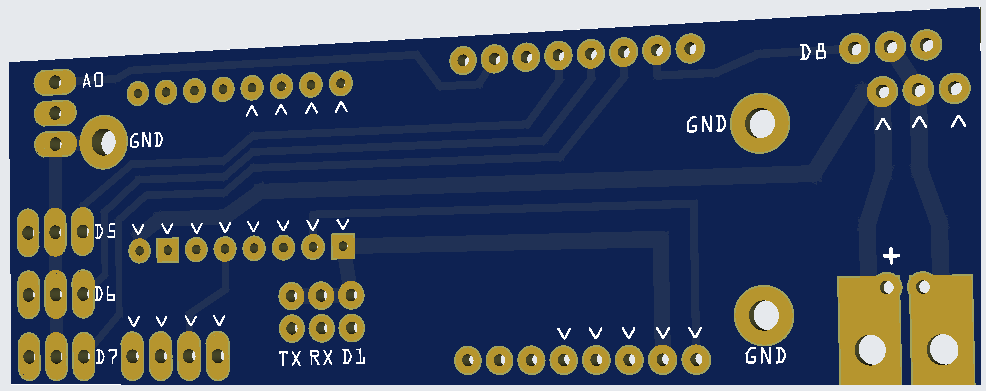 A0
D8
GND
GND
D5
D6
+
D7
TX RX D1
GND